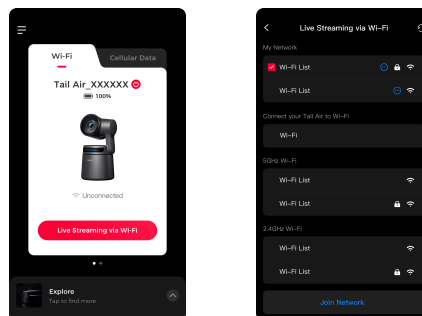 Wi-Fi
Cellular Data
Tail Air_XXXXXX
100%
Unconnected
Live Streaming via Wi-Fi
Explore
Tap to find more
Live Streaming via Wi-Fi
My Network
Wi-Fi List
Wi-Fi List
Connect your Tail Air to Wi-Fi
Wi-Fi
5GHz Wi-Fi
Wi-Fi List
Wi-Fi List
2.4GHz Wi-Fi
Wi-Fi List
Wi-Fi List
Join Network